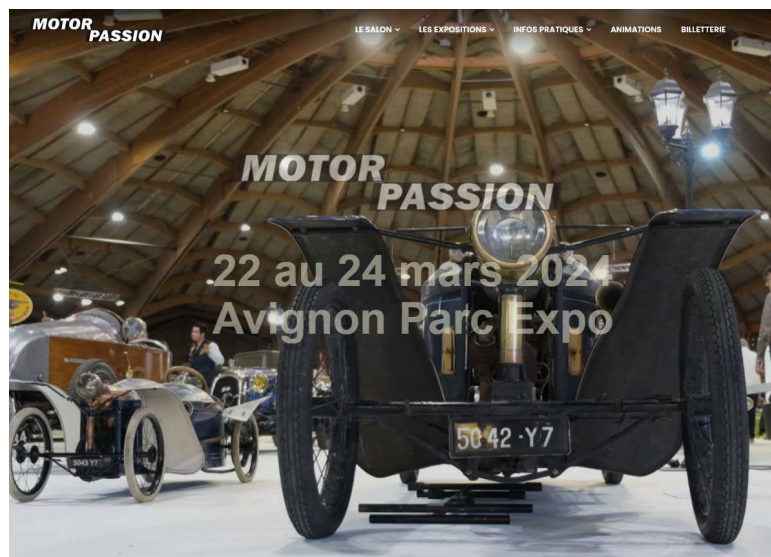 MOTOR
PASSION
LE SALON
LES EXPOSITIONS
INFOS PRATIQUES
ANIMATIONS
BILLETTERIE
MOTOR
PASSION
22 au 24 mars 2024
Avignon Parc Expo
5042-Y7
5043 Y7